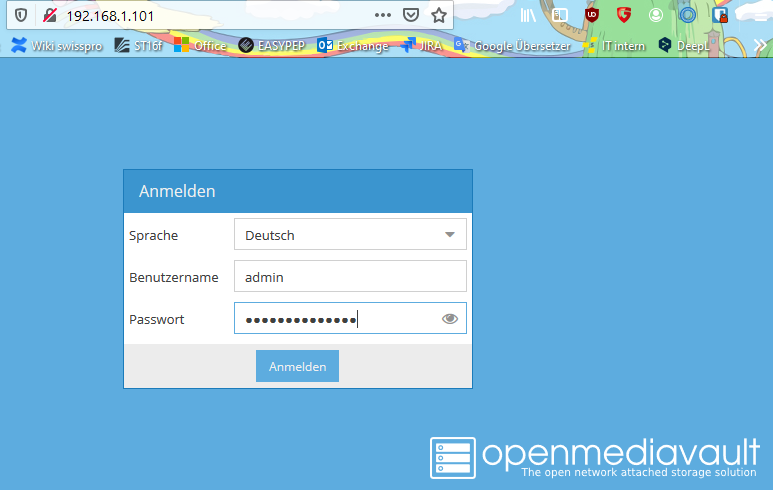 192.168.1.101
Wiki swisspro ST16f Office EASYPEP Exchange JIRA Google Übersetzer IT intern DeepL
Anmelden
Sprache Deutsch
Benutzername admin
Passwort ••••••••••••••
Anmelden
openmediavault
The open network attached storage solution